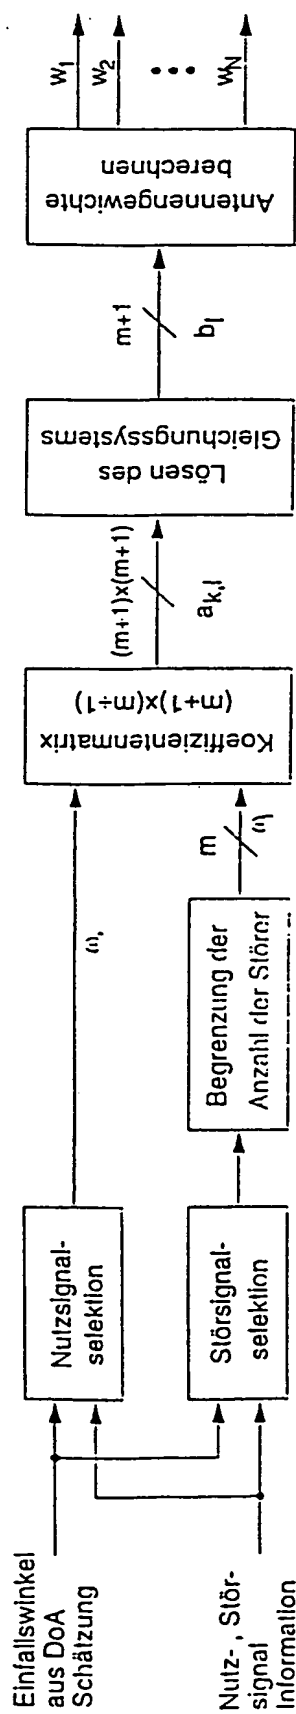 Einfallswinkel
aus DoA
Schätzung
Nutz-, Stör-
signal
Information
Nutzsignal-
selektion
Störsignal-
selektion
Begrenzung der
Anzahl der Störer
m
Koeffizientenmatrix
(m+1)x(m÷1)
(m+1)x(m+1)
a_k,l
Lösen des
Gleichungssystems
m+1
b_l
Antennengewichte
berechnen
w_1
w_2
•••
w_N